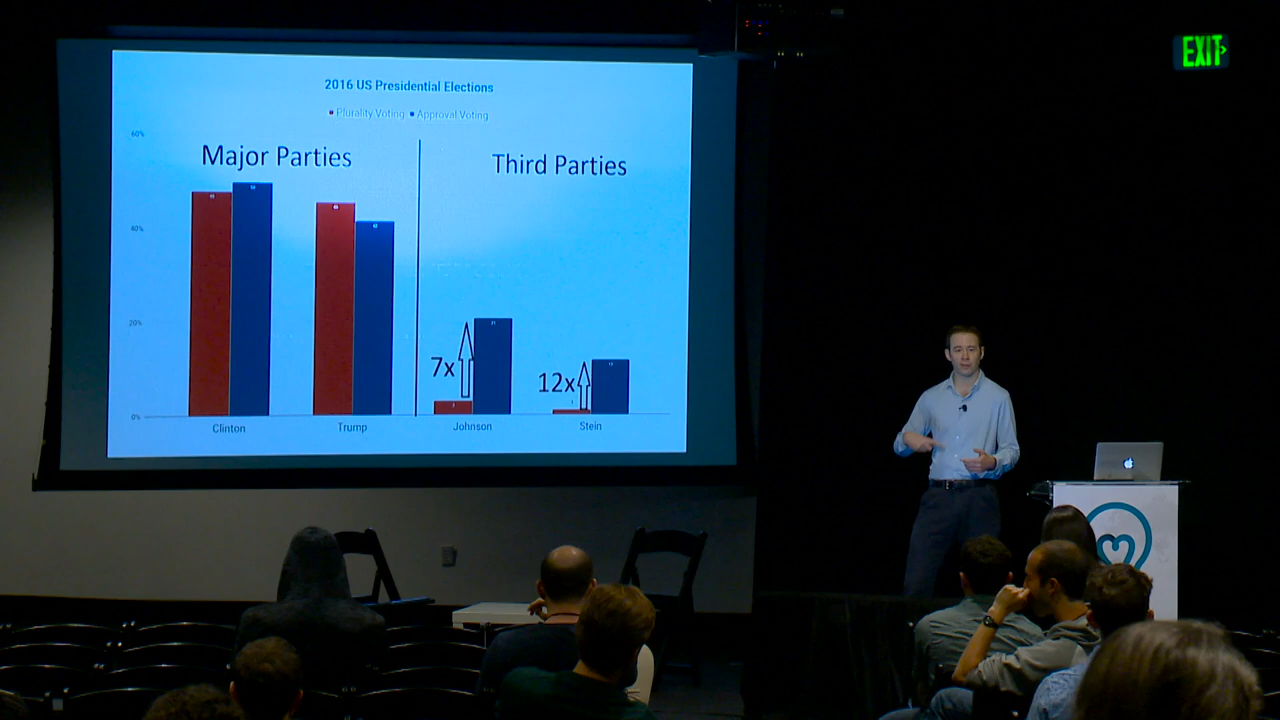 2016 US Presidential Elections
Plurality Voting Approval Voting
60%
Major Parties
Third Parties
40%
20%
7x
12x
0%
Clinton Trump Johnson Stein
EXIT